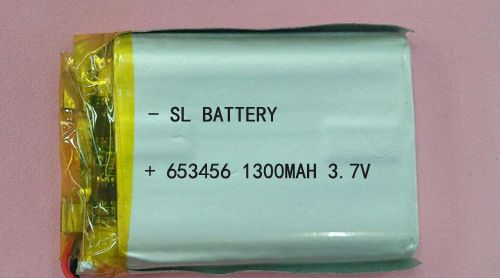 - SL BATTERY
+ 653456 1300MAH 3.7V